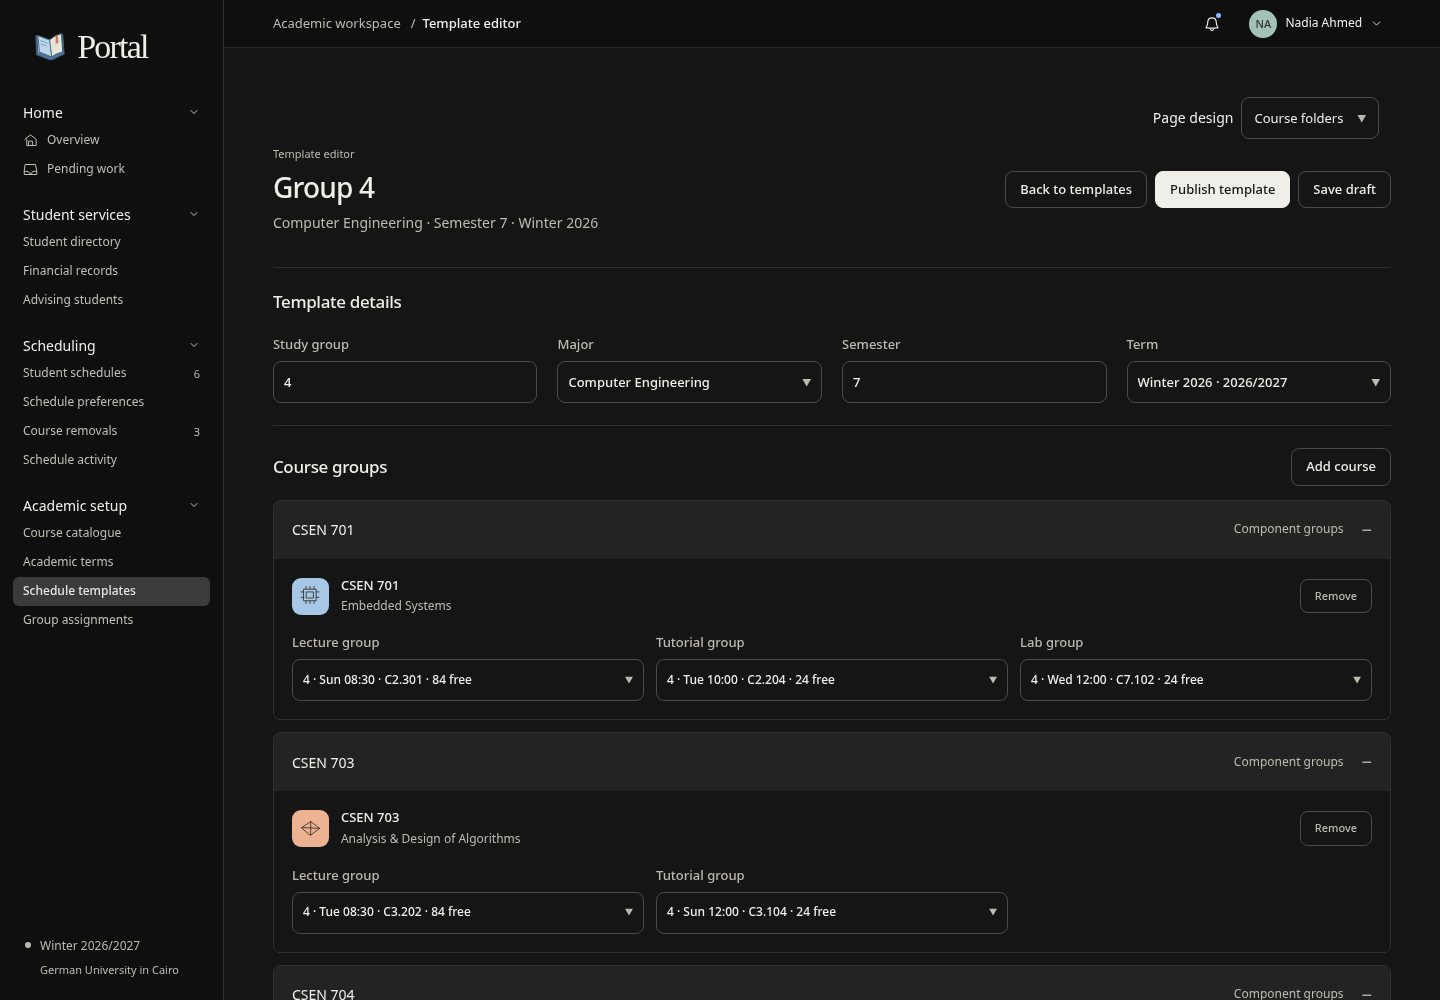 Portal
Home
Overview
Pending work
Student services
Student directory
Financial records
Advising students
Scheduling
Student schedules 6
Schedule preferences
Course removals 3
Schedule activity
Academic setup
Course catalogue
Academic terms
Schedule templates
Group assignments
Winter 2026/2027
German University in Cairo
Academic workspace / Template editor
NA Nadia Ahmed
Page design Course folders
Template editor
Group 4
Computer Engineering · Semester 7 · Winter 2026
Back to templates Publish template Save draft
Template details
Study group Major Semester Term
4 Computer Engineering 7 Winter 2026 · 2026/2027
Course groups Add course
CSEN 701 Component groups
CSEN 701
Embedded Systems
Remove
Lecture group Tutorial group Lab group
4 · Sun 08:30 · C2.301 · 84 free 4 · Tue 10:00 · C2.204 · 24 free 4 · Wed 12:00 · C7.102 · 24 free
CSEN 703 Component groups
CSEN 703
Analysis & Design of Algorithms
Remove
Lecture group Tutorial group
4 · Tue 08:30 · C3.202 · 84 free 4 · Sun 12:00 · C3.104 · 24 free
CSEN 704 Component groups